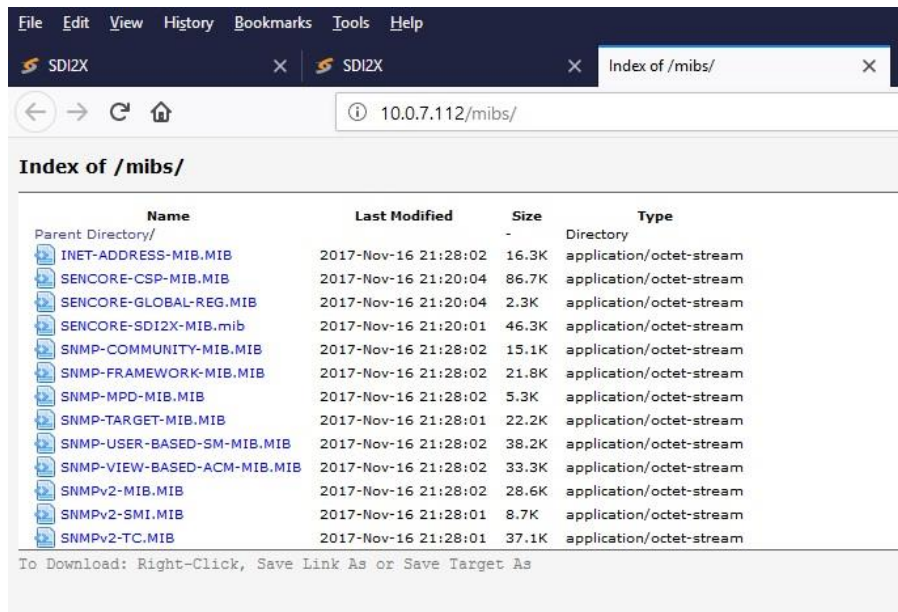 File Edit View History Bookmarks Tools Help
SDI2X SDI2X Index of /mibs/
10.0.7.112/mibs/
Index of /mibs/
Name Last Modified Size Type
Parent Directory/ - Directory
INET-ADDRESS-MIB.MIB 2017-Nov-16 21:28:02 16.3K application/octet-stream
SENCORE-CSP-MIB.MIB 2017-Nov-16 21:20:04 86.7K application/octet-stream
SENCORE-GLOBAL-REG.MIB 2017-Nov-16 21:20:04 2.3K application/octet-stream
SENCORE-SDI2X-MIB.mib 2017-Nov-16 21:20:01 46.3K application/octet-stream
SNMP-COMMUNITY-MIB.MIB 2017-Nov-16 21:28:02 15.1K application/octet-stream
SNMP-FRAMEWORK-MIB.MIB 2017-Nov-16 21:28:02 21.8K application/octet-stream
SNMP-MPD-MIB.MIB 2017-Nov-16 21:28:02 5.3K application/octet-stream
SNMP-TARGET-MIB.MIB 2017-Nov-16 21:28:01 22.2K application/octet-stream
SNMP-USER-BASED-SM-MIB.MIB 2017-Nov-16 21:28:02 38.2K application/octet-stream
SNMP-VIEW-BASED-ACM-MIB.MIB 2017-Nov-16 21:28:02 33.3K application/octet-stream
SNMPv2-MIB.MIB 2017-Nov-16 21:28:02 28.6K application/octet-stream
SNMPv2-SMI.MIB 2017-Nov-16 21:28:01 8.7K application/octet-stream
SNMPv2-TC.MIB 2017-Nov-16 21:28:01 37.1K application/octet-stream
To Download: Right-Click, Save Link As or Save Target As